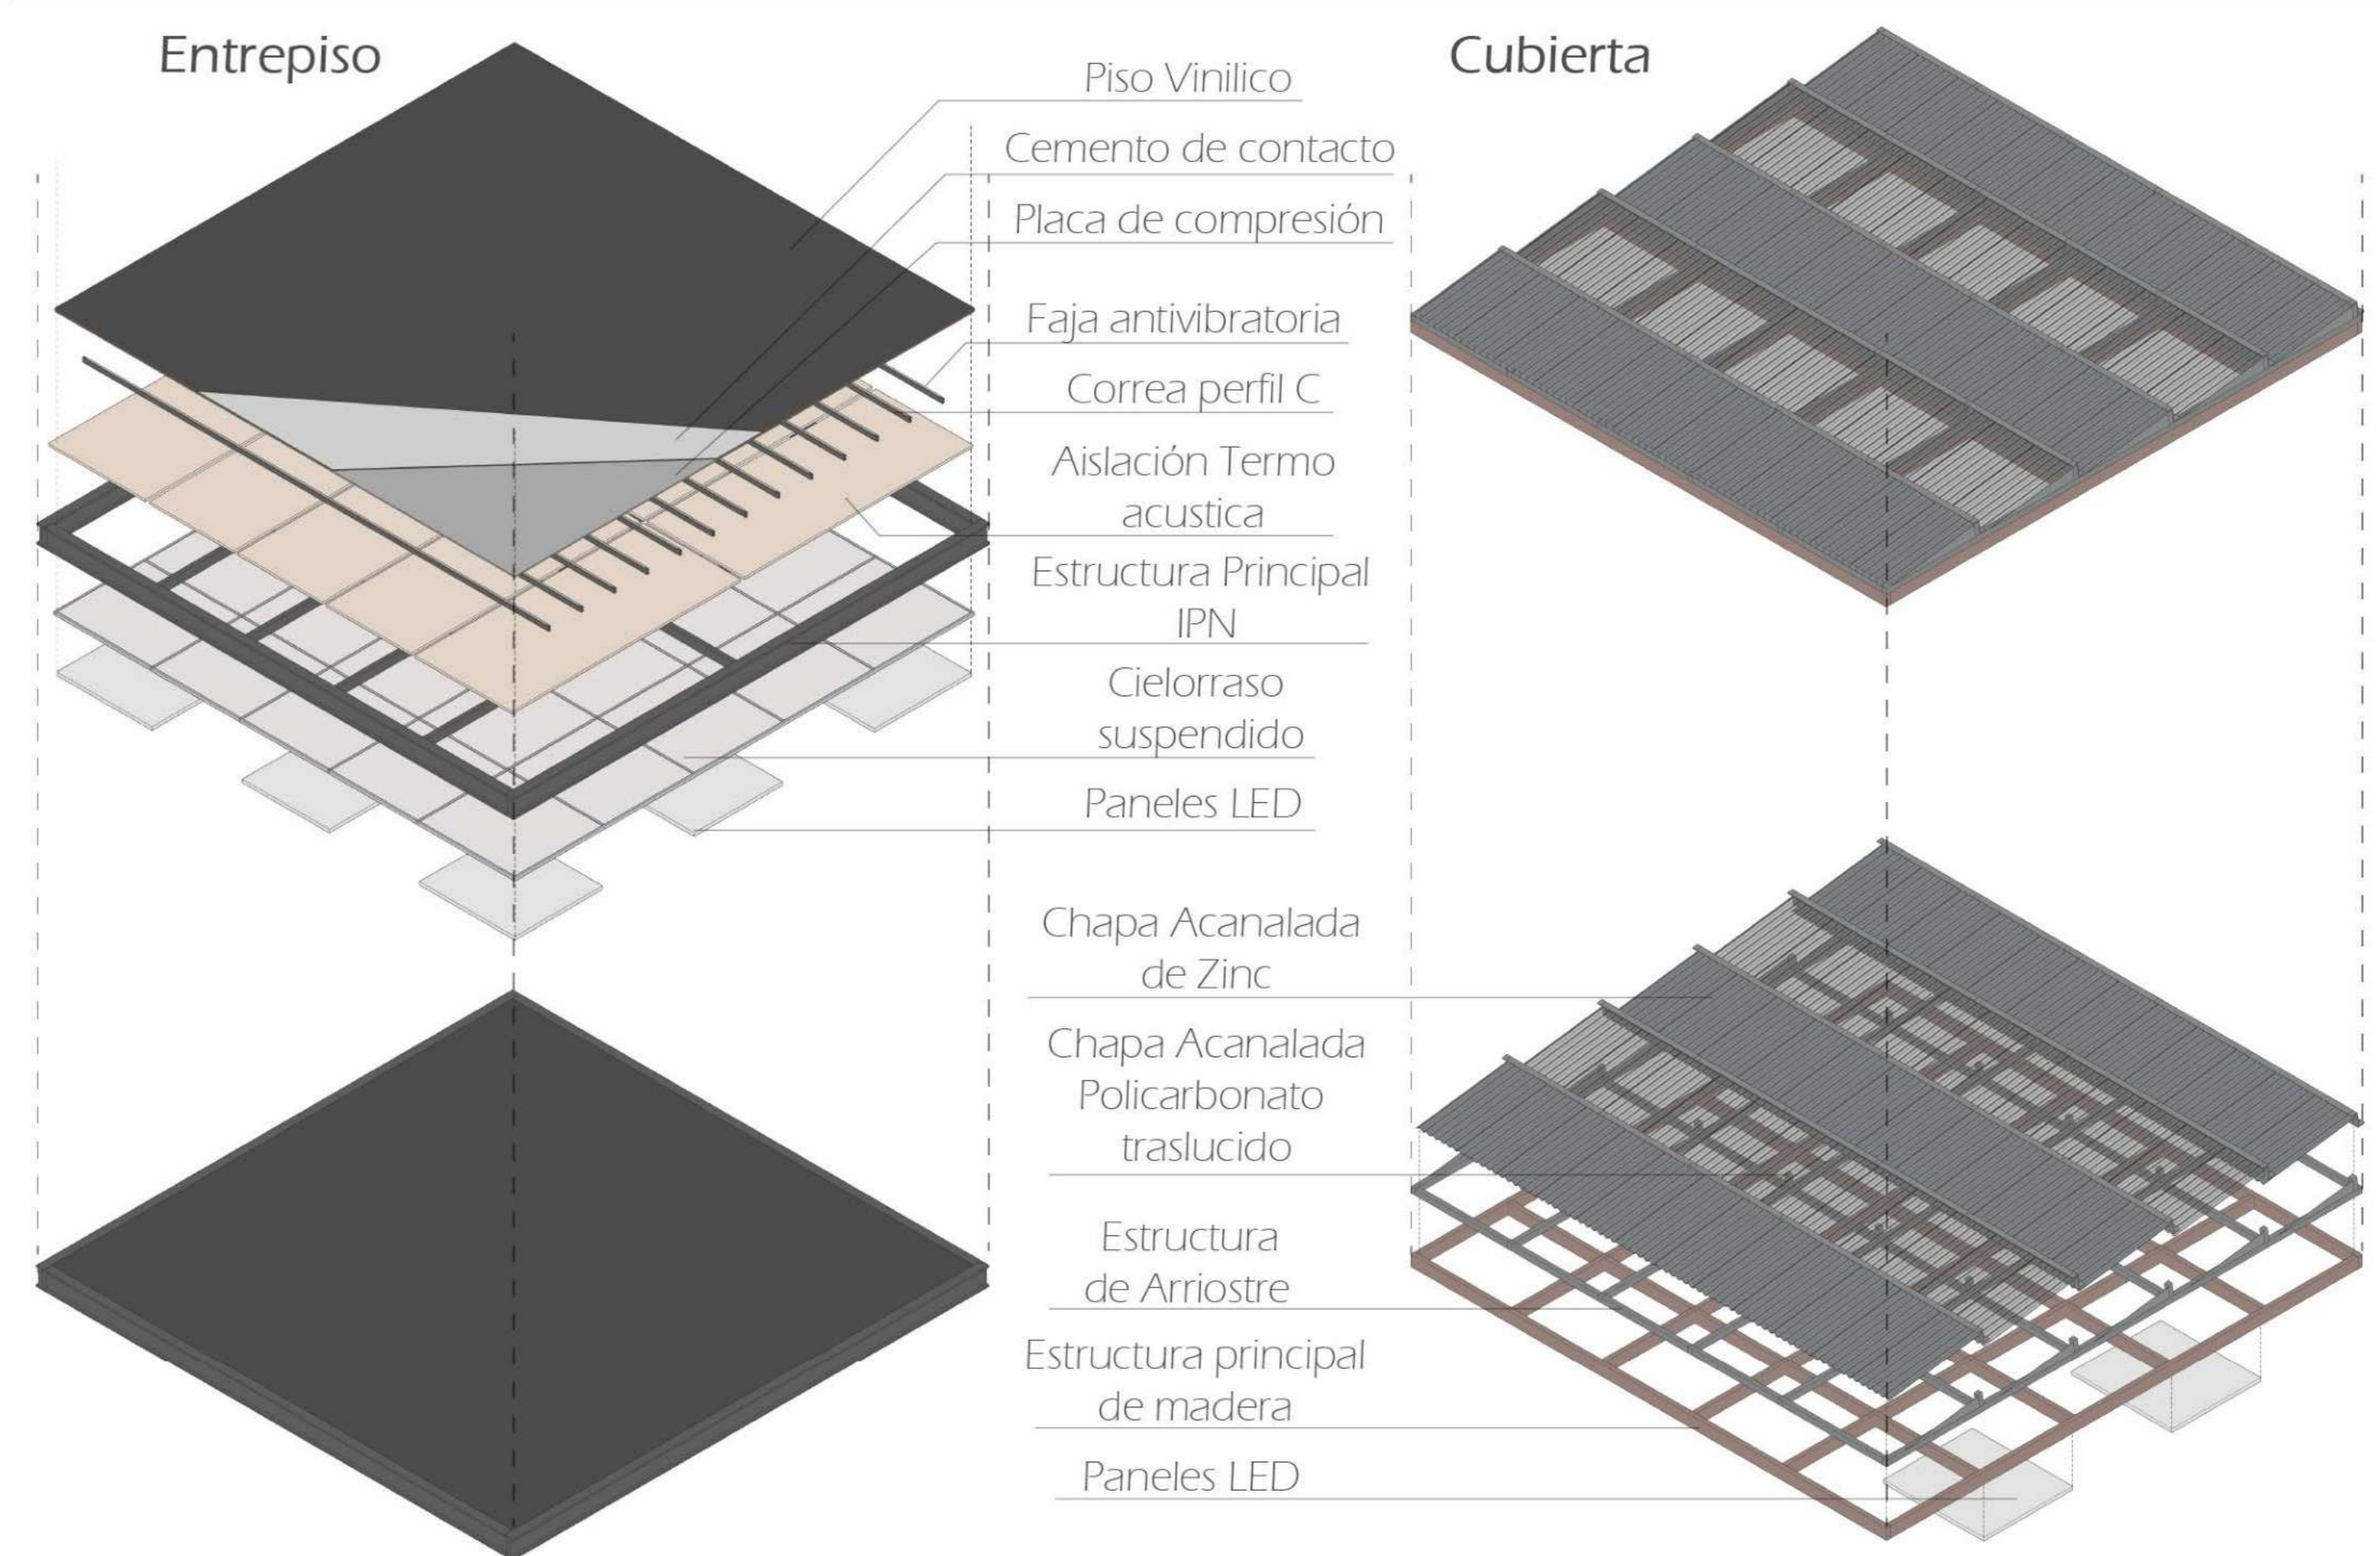 Entrepiso
Cubierta
Piso Vinilico
Cemento de contacto
Placa de compresión
Faja antivibratoria
Correa perfil C
Aislación Termo
acustica
Estructura Principal
IPN
Cielorraso
suspendido
Paneles LED
Chapa Acanalada
de Zinc
Chapa Acanalada
Policarbonato
traslucido
Estructura
de Arriostre
Estructura principal
de madera
Paneles LED